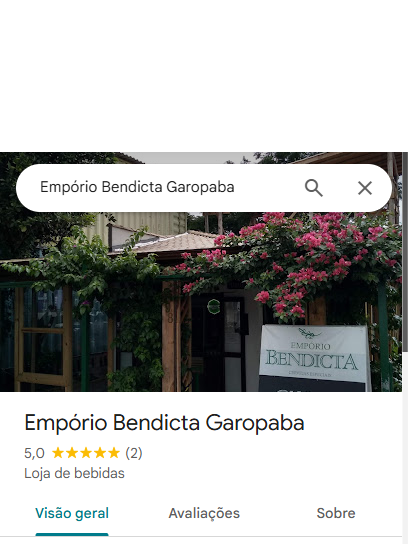 Empório Bendicta Garopaba
EMPÓRIO
BENDICTA
Empório Bendicta Garopaba
5,0 (2)
Loja de bebidas
Visão geral Avaliações Sobre